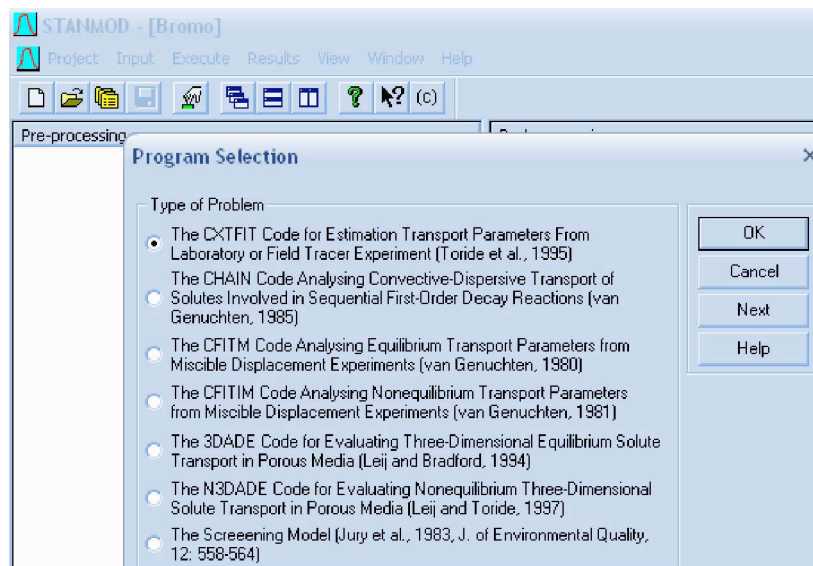 STANMOD - [Bromo]
Project Input Execute Results View Window Help
(c)
Pre-processing
Program Selection
Type of Problem
The CXTFIT Code for Estimation Transport Parameters From
Laboratory or Field Tracer Experiment (Toride et al., 1995)
The CHAIN Code Analysing Convective-Dispersive Transport of
Solutes Involved in Sequential First-Order Decay Reactions (van
Genuchten, 1985)
The CFITM Code Analysing Equilibrium Transport Parameters from
Miscible Displacement Experiments (van Genuchten, 1980)
The CFITIM Code Analysing Nonequilibrium Transport Parameters
from Miscible Displacement Experiments (van Genuchten, 1981)
The 3DADE Code for Evaluating Three-Dimensional Equilibrium Solute
Transport in Porous Media (Leij and Bradford, 1994)
The N3DADE Code for Evaluating Nonequilibrium Three-Dimensional
Solute Transport in Porous Media (Leij and Toride, 1997)
The Screeening Model (Jury et al., 1983, J. of Environmental Quality,
12: 558-564)
OK
Cancel
Next
Help